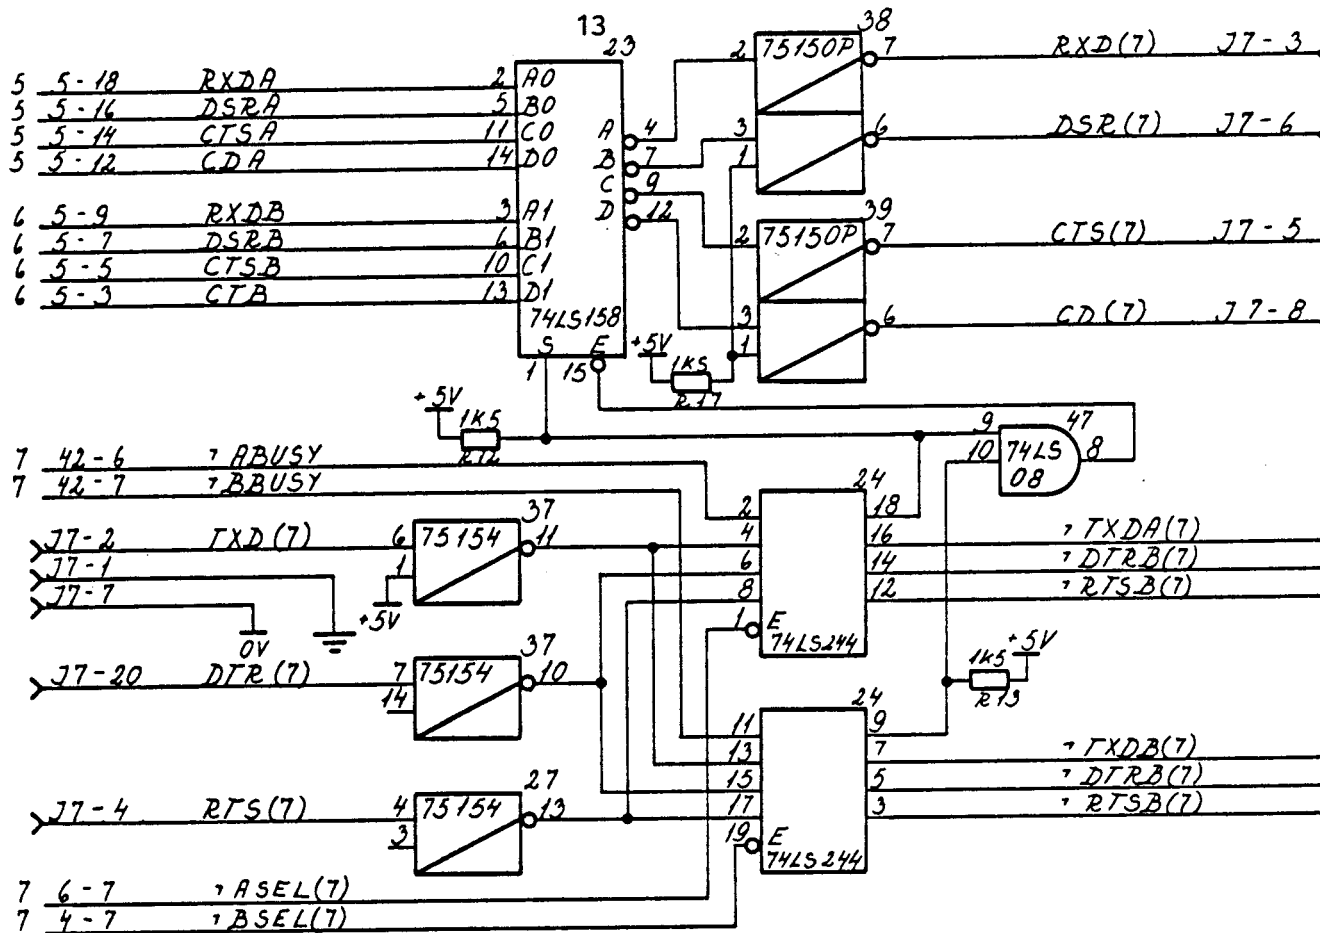 13
23
38
5 5-18 RXDA 2 A0
5 5-16 DSRA 5 B0
5 5-14 CTSA 11 C0
5 5-12 CDA 14 D0
6 5-9 RXDB 3 A1
6 5-7 DSRB 6 B1
6 5-5 CTSB 10 C1
6 5-3 CTB 13 D1
A 4
B 7
C 9
D 12
74LS158
S E
1 15
2 75150P 7 RXD(7) J7-3
3 6 DSR(7) J7-6
1
39
2 75150P 7 CTS(7) J7-5
3 6 CD(7) J7-8
1
+5V
1K5
R17
+5V
1K5
R12
47
9
10 74LS 8
08
7 42-6 ¬ABUSY
7 42-7 ¬BBUSY
J7-2 TXD(7) 6 75154 11
37
J7-1 1
J7-7 +5V
0V
37
J7-20 DTR(7) 7 75154 10
14
27
J7-4 RTS(7) 4 75154 13
3
7 6-7 ¬ASEL(7)
7 4-7 ¬BSEL(7)
24
2 18
4 16 ¬TXDA(7)
6 14 ¬DTRB(7)
8 12 ¬RTSB(7)
1 E
74LS244
+5V
1K5
R13
24
11 9
13 7 ¬TXDB(7)
15 5 ¬DTRB(7)
17 3 ¬RTSB(7)
19 E
74LS244